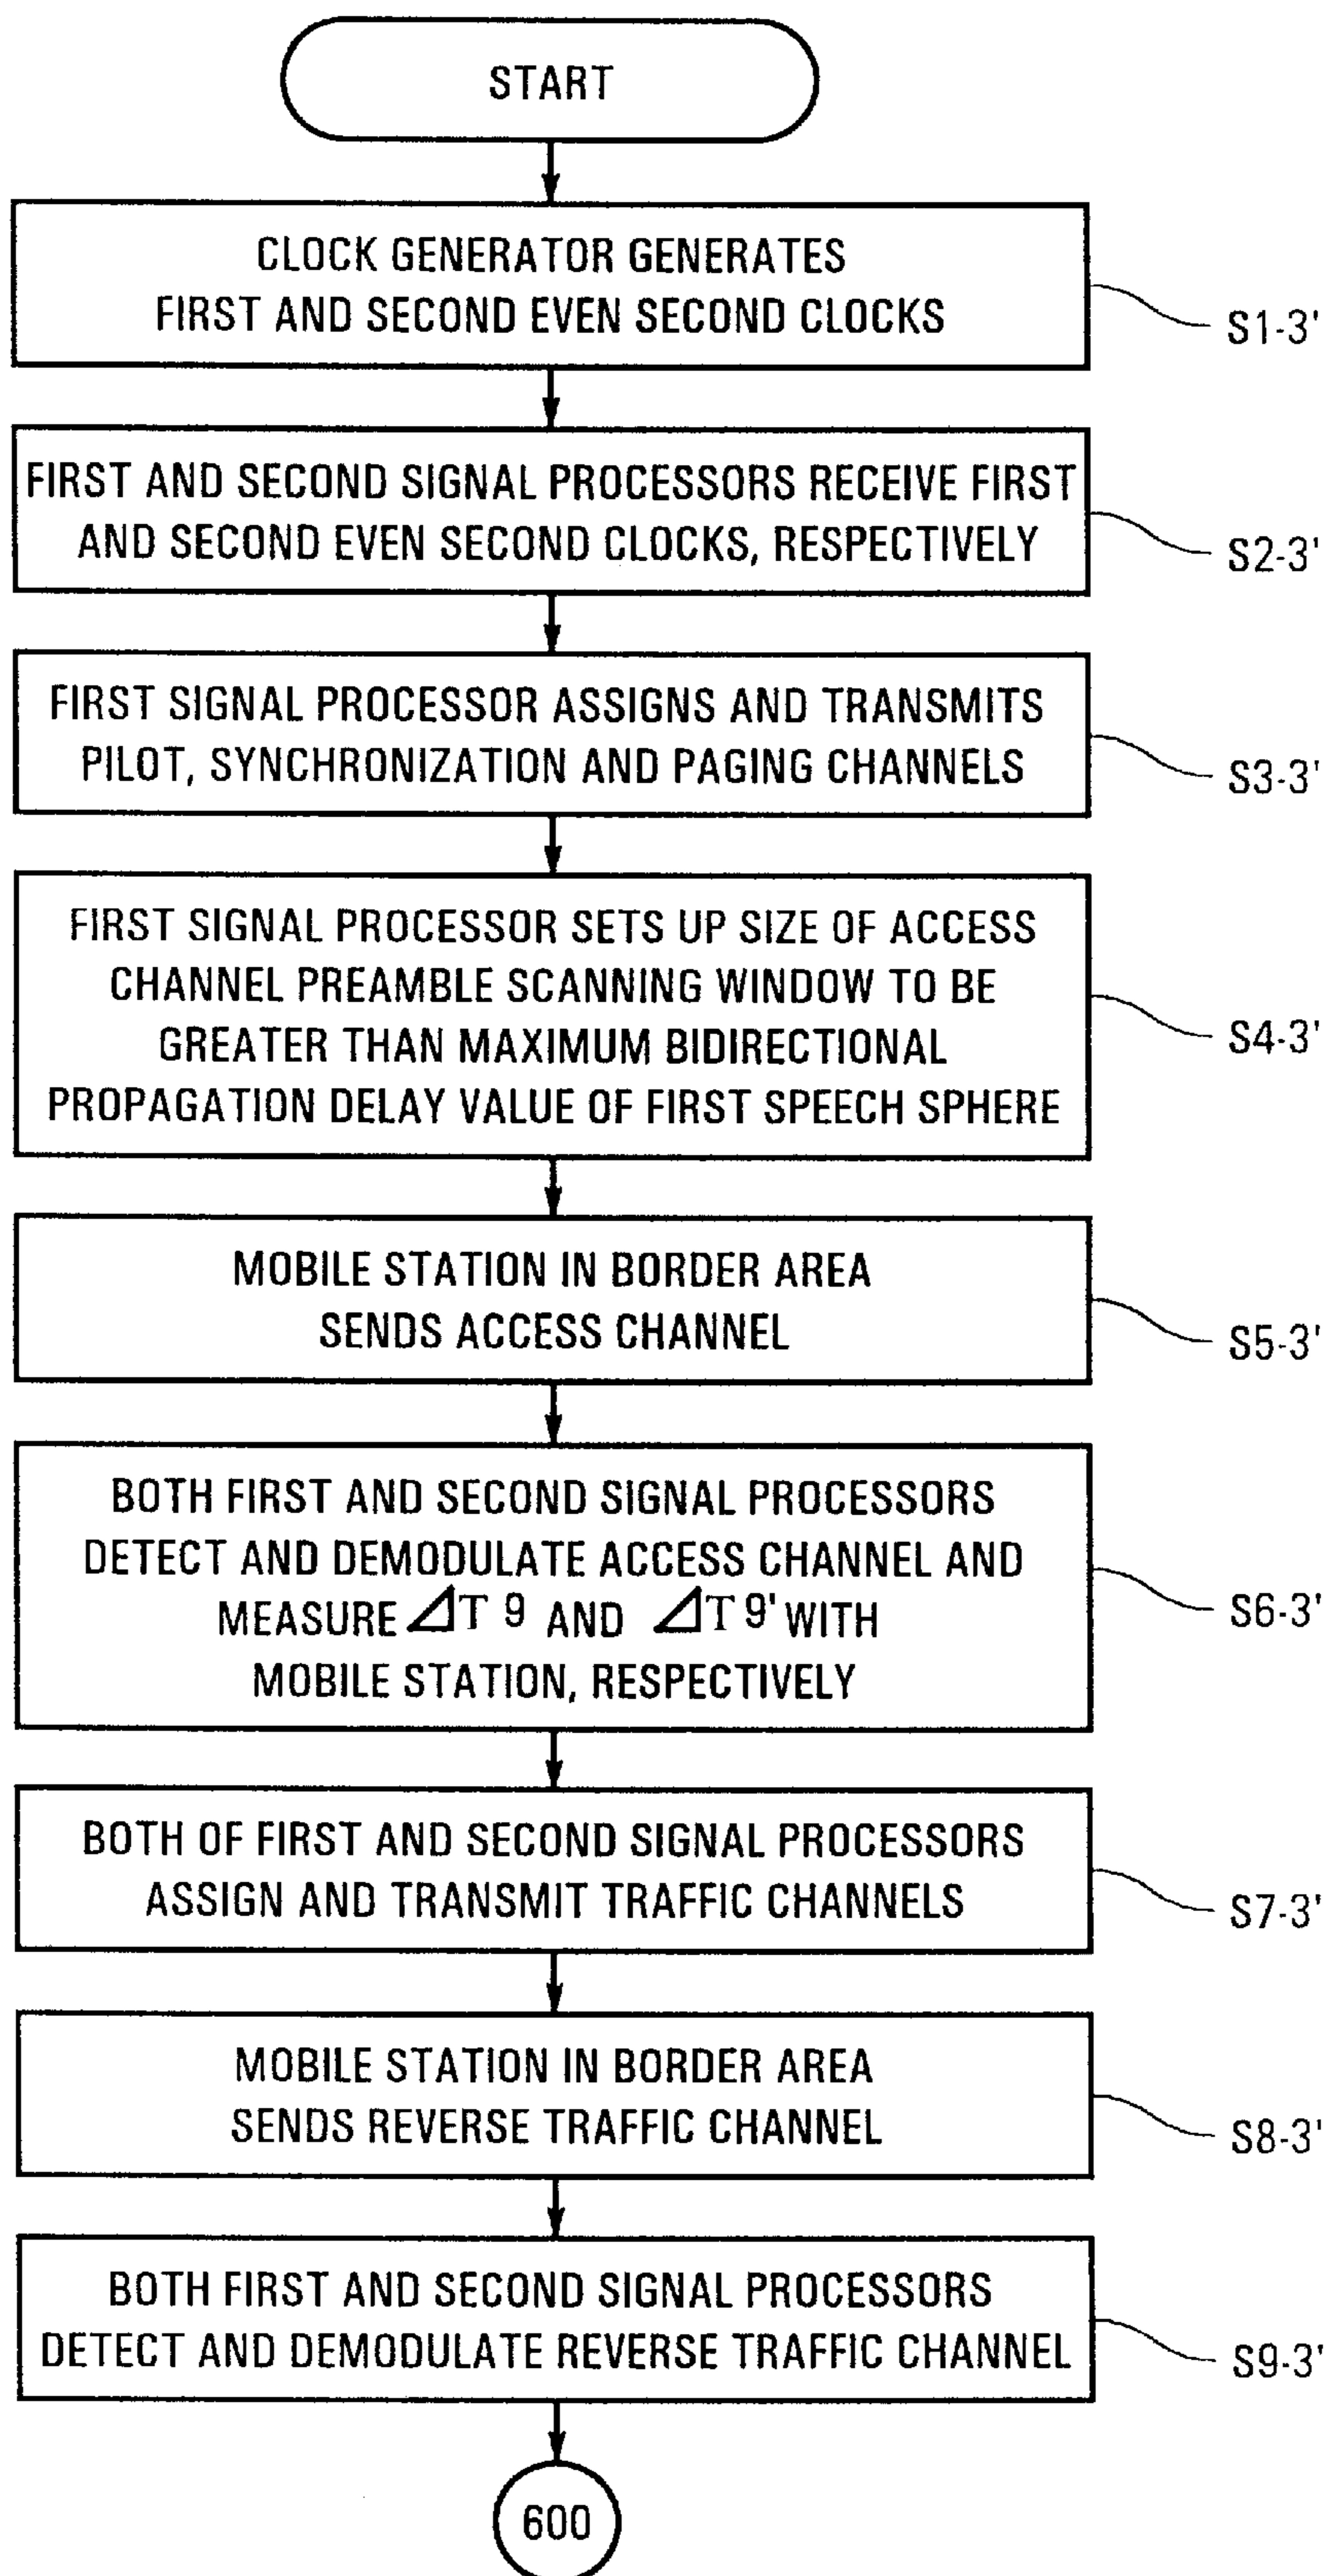 START
CLOCK GENERATOR GENERATES
FIRST AND SECOND EVEN SECOND CLOCKS
S1-3'
FIRST AND SECOND SIGNAL PROCESSORS RECEIVE FIRST
AND SECOND EVEN SECOND CLOCKS, RESPECTIVELY
S2-3'
FIRST SIGNAL PROCESSOR ASSIGNS AND TRANSMITS
PILOT, SYNCHRONIZATION AND PAGING CHANNELS
S3-3'
FIRST SIGNAL PROCESSOR SETS UP SIZE OF ACCESS
CHANNEL PREAMBLE SCANNING WINDOW TO BE
GREATER THAN MAXIMUM BIDIRECTIONAL
PROPAGATION DELAY VALUE OF FIRST SPEECH SPHERE
S4-3'
MOBILE STATION IN BORDER AREA
SENDS ACCESS CHANNEL
S5-3'
BOTH FIRST AND SECOND SIGNAL PROCESSORS
DETECT AND DEMODULATE ACCESS CHANNEL AND
MEASURE ⊿T 9 AND ⊿T 9' WITH
MOBILE STATION, RESPECTIVELY
S6-3'
BOTH OF FIRST AND SECOND SIGNAL PROCESSORS
ASSIGN AND TRANSMIT TRAFFIC CHANNELS
S7-3'
MOBILE STATION IN BORDER AREA
SENDS REVERSE TRAFFIC CHANNEL
S8-3'
BOTH FIRST AND SECOND SIGNAL PROCESSORS
DETECT AND DEMODULATE REVERSE TRAFFIC CHANNEL
S9-3'
600